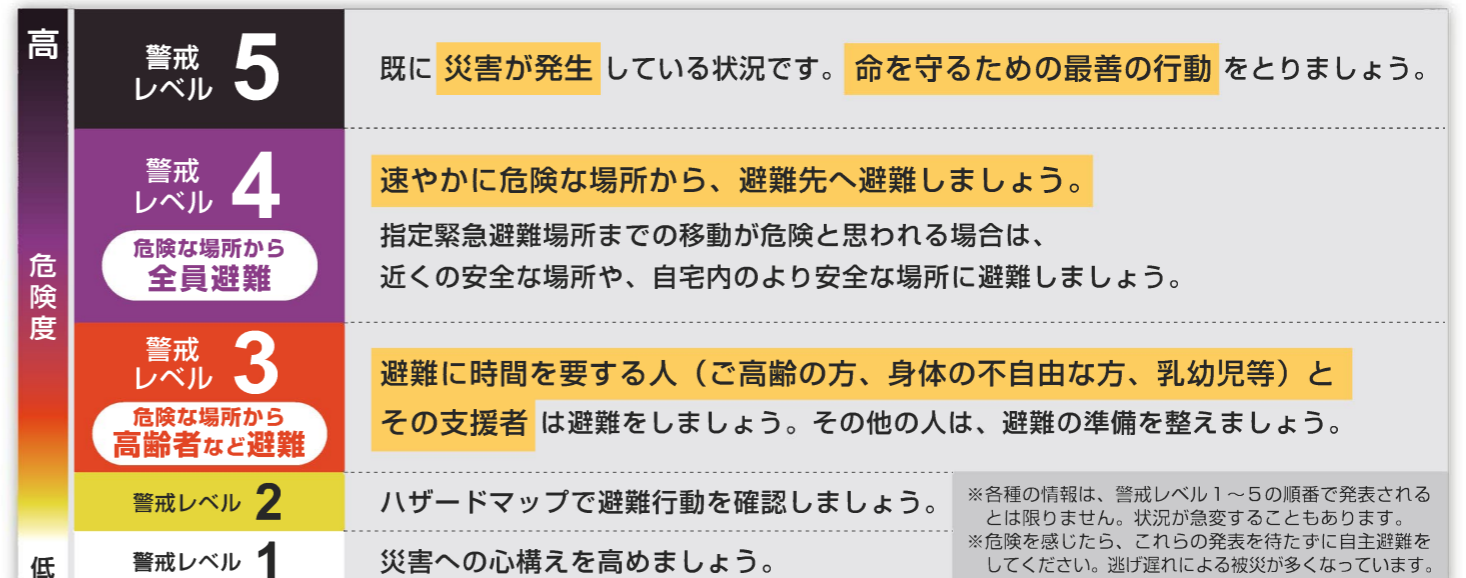 高
警戒
レベル 5
既に 災害が発生 している状況です。 命を守るための最善の行動 をとりましょう。
警戒
レベル 4
危険な場所から
全員避難
速やかに危険な場所から、避難先へ避難しましょう。
指定緊急避難場所までの移動が危険と思われる場合は、
近くの安全な場所や、自宅内のより安全な場所に避難しましょう。
危険度
警戒
レベル 3
危険な場所から
高齢者など避難
避難に時間を要する人（ご高齢の方、身体の不自由な方、乳幼児等）と
その支援者 は避難をしましょう。その他の人は、避難の準備を整えましょう。
警戒レベル 2
ハザードマップで避難行動を確認しましょう。
警戒レベル 1
災害への心構えを高めましょう。
※各種の情報は、警戒レベル１～５の順番で発表される
とは限りません。状況が急変することもあります。
※危険を感じたら、これらの発表を待たずに自主避難を
してください。逃げ遅れによる被災が多くなっています。
低